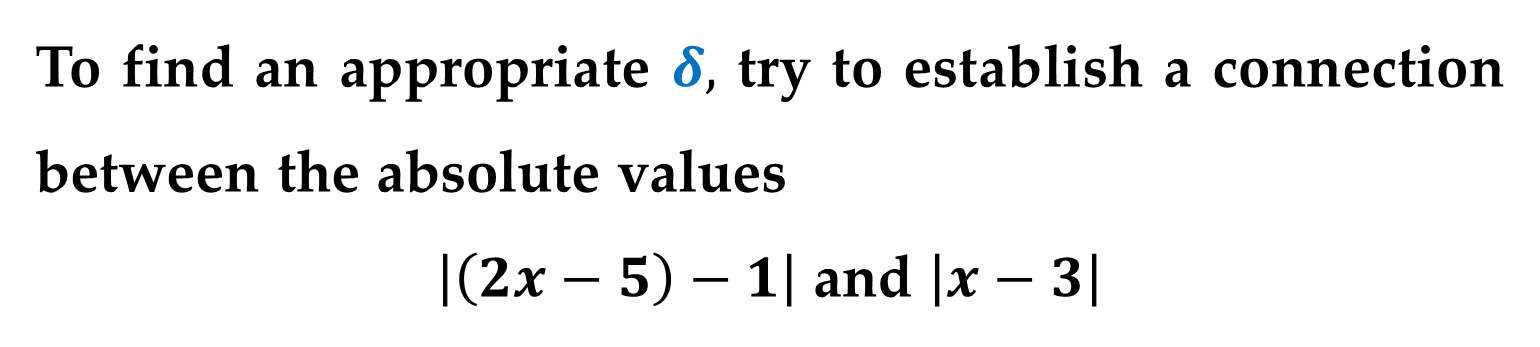 To find an appropriate δ, try to establish a connection
between the absolute values
|(2x − 5) − 1| and |x − 3|